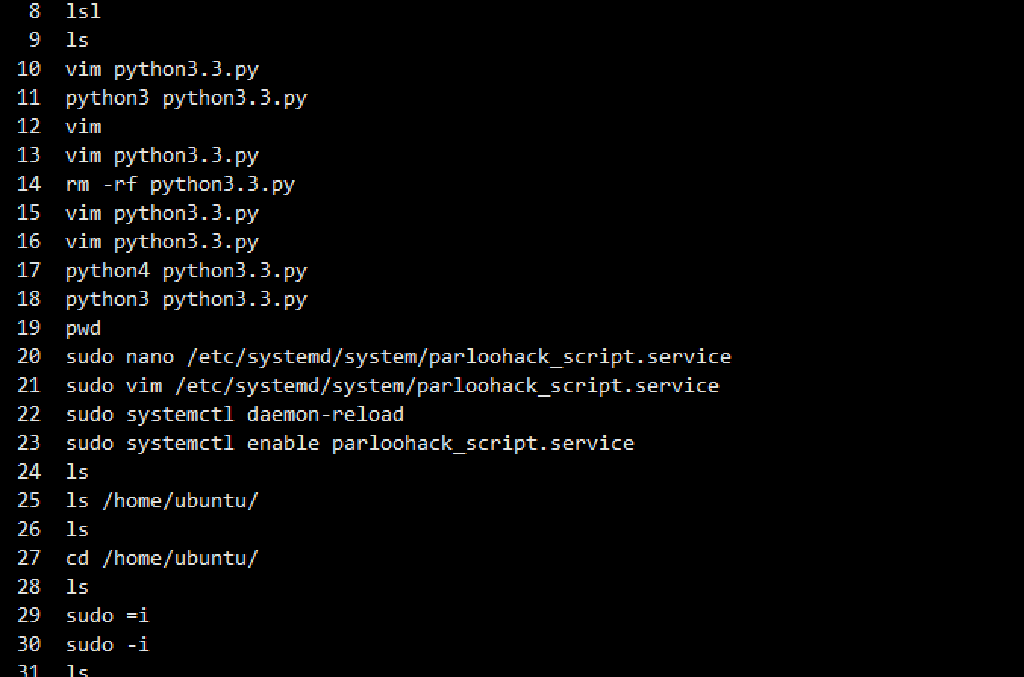 8 lsl
9 ls
10 vim python3.3.py
11 python3 python3.3.py
12 vim
13 vim python3.3.py
14 rm -rf python3.3.py
15 vim python3.3.py
16 vim python3.3.py
17 python4 python3.3.py
18 python3 python3.3.py
19 pwd
20 sudo nano /etc/systemd/system/parloohack_script.service
21 sudo vim /etc/systemd/system/parloohack_script.service
22 sudo systemctl daemon-reload
23 sudo systemctl enable parloohack_script.service
24 ls
25 ls /home/ubuntu/
26 ls
27 cd /home/ubuntu/
28 ls
29 sudo =i
30 sudo -i
31 ls